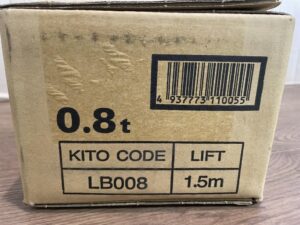 4 937773 110055
0.8t
KITO CODE LIFT
LB008 1.5m